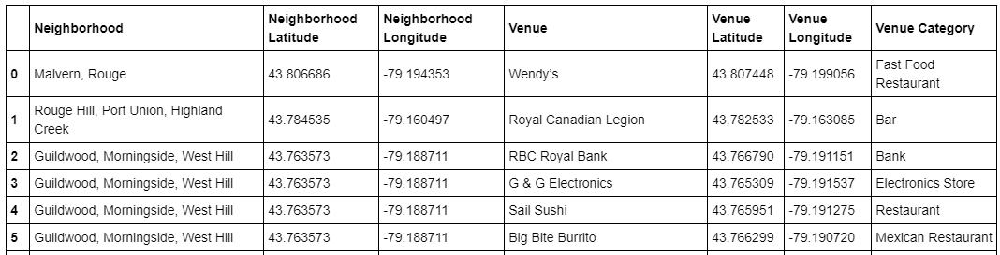 Neighborhood Neighborhood Latitude Neighborhood Longitude Venue Venue Latitude Venue Longitude Venue Category
0 Malvern, Rouge 43.806686 -79.194353 Wendy’s 43.807448 -79.199056 Fast Food Restaurant
1 Rouge Hill, Port Union, Highland Creek 43.784535 -79.160497 Royal Canadian Legion 43.782533 -79.163085 Bar
2 Guildwood, Morningside, West Hill 43.763573 -79.188711 RBC Royal Bank 43.766790 -79.191151 Bank
3 Guildwood, Morningside, West Hill 43.763573 -79.188711 G & G Electronics 43.765309 -79.191537 Electronics Store
4 Guildwood, Morningside, West Hill 43.763573 -79.188711 Sail Sushi 43.765951 -79.191275 Restaurant
5 Guildwood, Morningside, West Hill 43.763573 -79.188711 Big Bite Burrito 43.766299 -79.190720 Mexican Restaurant